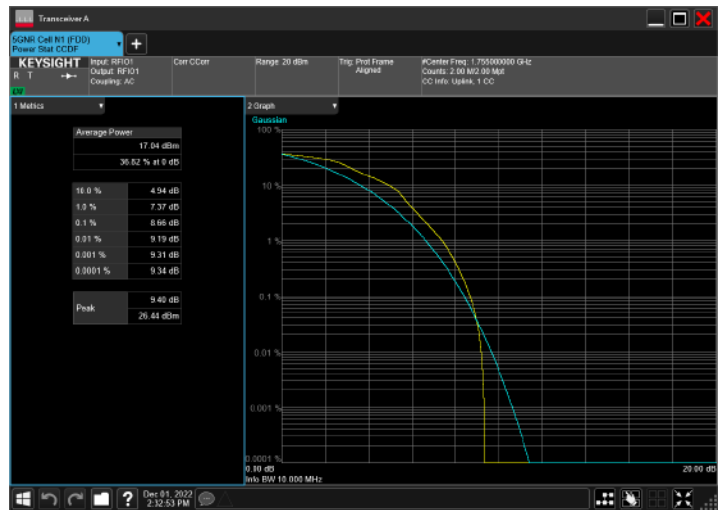 Transceiver A
5GNR Cell N1 (FDD)
Power Stat CCDF
+
KEYSIGHT
R T
Input: RFIO1
Output: RFIO1
Coupling: AC
Corr CCorr
Range: 20 dBm
Trig: Prot Frame
Aligned
#Center Freq: 1.755000000 GHz
Counts: 2.00 M/2.00 Mpt
CC Info: Uplink, 1 CC
1 Metrics
Average Power
17.04 dBm
36.82 % at 0 dB
10.0 % 4.94 dB
1.0 % 7.37 dB
0.1 % 8.66 dB
0.01 % 9.19 dB
0.001 % 9.31 dB
0.0001 % 9.34 dB
Peak
9.40 dB
26.44 dBm
2 Graph
Gaussian
100 %
10 %
1 %
0.1 %
0.01 %
0.001 %
0.0001 %
0.00 dB
20.00 dB
Info BW 10.000 MHz
?
Dec 01, 2022
2:32:53 PM